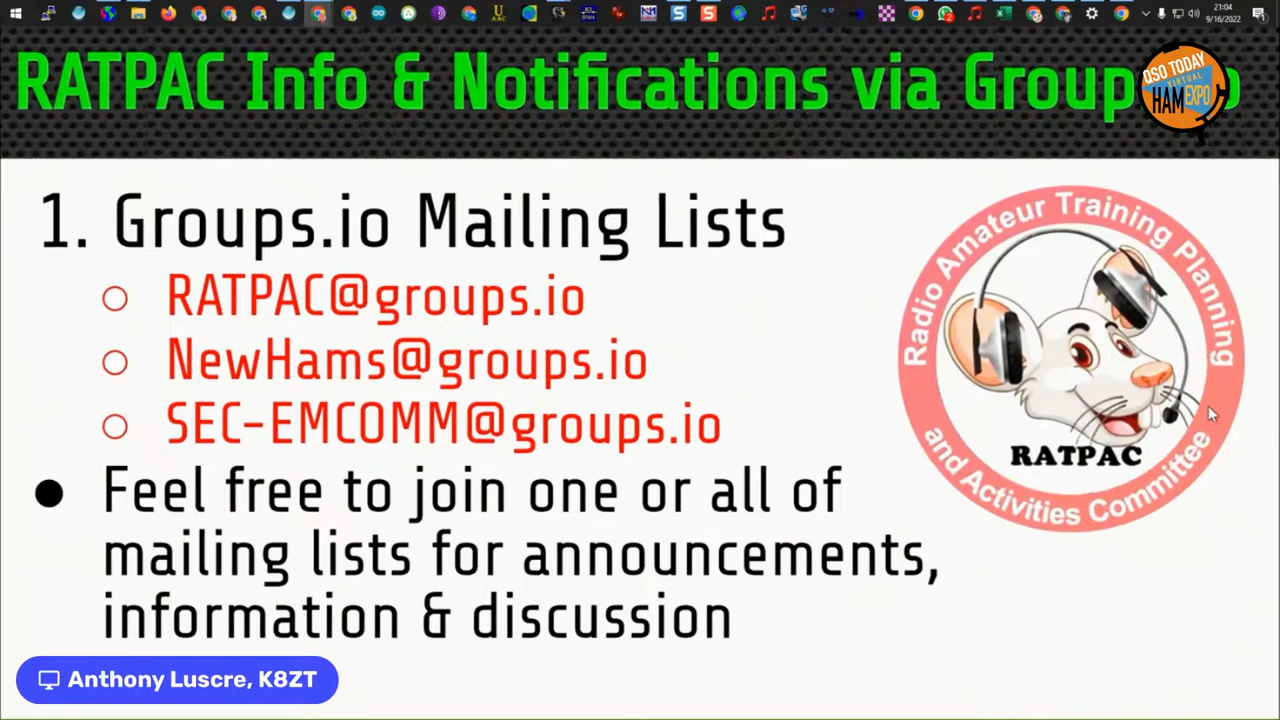 21:04
9/16/2022
RATPAC Info & Notifications via Group
QSO TODAY
VIRTUAL
HAM EXPO
1. Groups.io Mailing Lists
RATPAC@groups.io
NewHams@groups.io
SEC-EMCOMM@groups.io
Feel free to join one or all of
mailing lists for announcements,
information & discussion
Radio Amateur Training Planning
and Activities Committee
RATPAC
Anthony Luscre, K8ZT